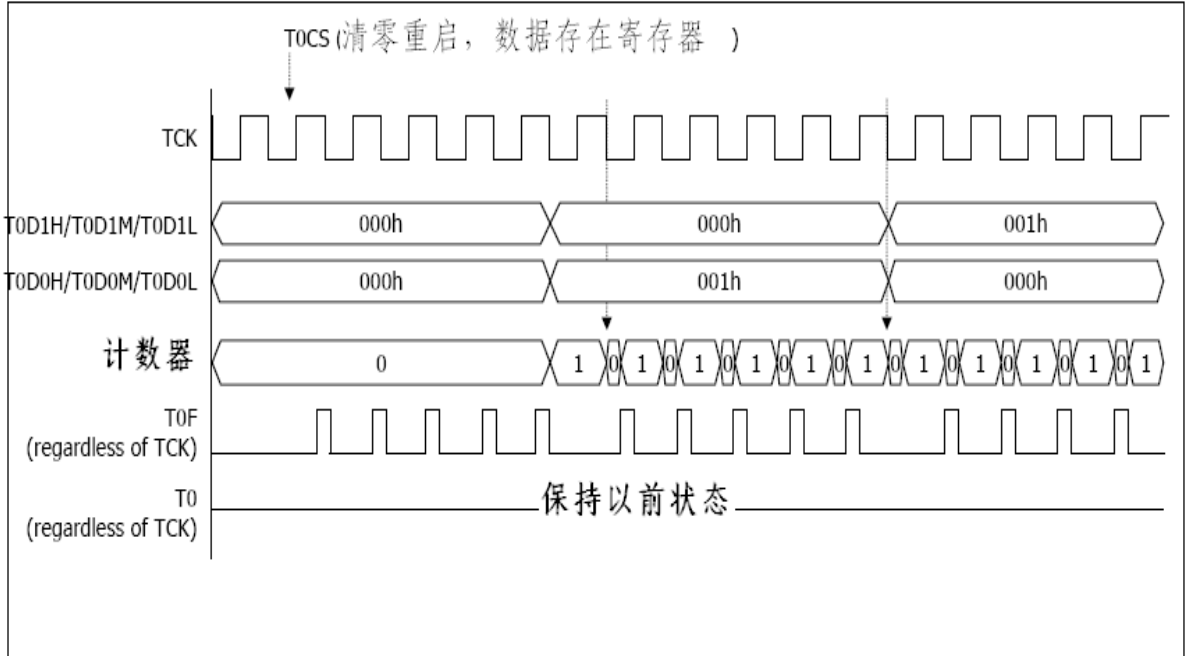 T0CS (清零重启，数据存在寄存器 )
TCK
T0D1H/T0D1M/T0D1L 000h 000h 001h
T0D0H/T0D0M/T0D0L 000h 001h 000h
计数器 0 1 0 1 0 1 0 1 0 1 0 1 0 1 0 1 0 1 0 1 0 1
T0F
(regardless of TCK)
T0 保持以前状态
(regardless of TCK)